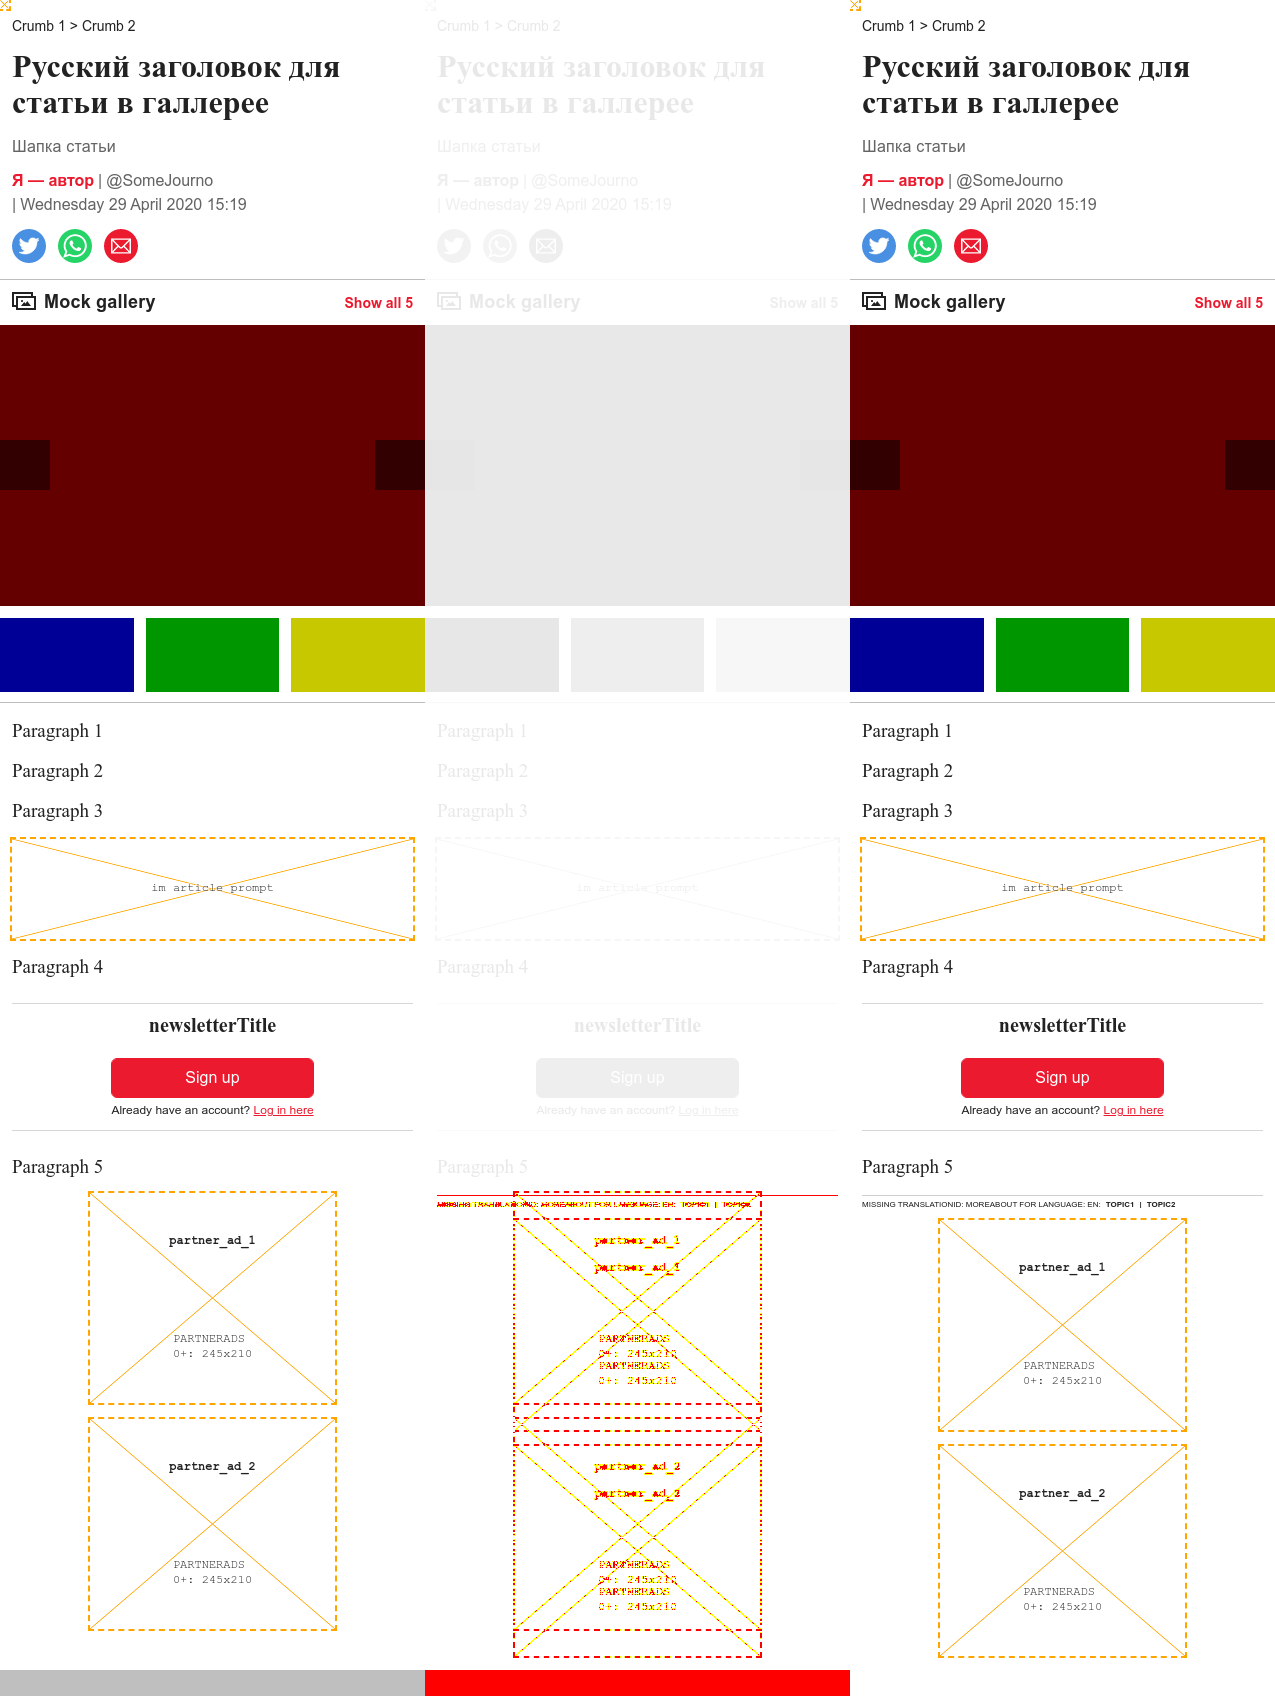 Crumb 1 > Crumb 2
Русский заголовок для
статьи в галлерее
Шапка статьи
Я — автор | @SomeJourno
| Wednesday 29 April 2020 15:19
Mock gallery
Show all 5
Paragraph 1
Paragraph 2
Paragraph 3
im article prompt
Paragraph 4
newsletterTitle
Sign up
Already have an account? Log in here
Paragraph 5
partner_ad_1
PARTNERADS
0+: 245x210
partner_ad_2
PARTNERADS
0+: 245x210
Crumb 1 > Crumb 2
Русский заголовок для
статьи в галлерее
Шапка статьи
Я — автор | @SomeJourno
| Wednesday 29 April 2020 15:19
Mock gallery
Show all 5
Paragraph 1
Paragraph 2
Paragraph 3
im article prompt
Paragraph 4
newsletterTitle
Sign up
Already have an account? Log in here
Paragraph 5
MISSING TRANSLATIONID: MOREABOUT FOR LANGUAGE: EN: TOPIC1 | TOPIC2
partner_ad_1
partner_ad_1
PARTNERADS
0+: 245x210
PARTNERADS
0+: 245x210
partner_ad_2
partner_ad_2
PARTNERADS
0+: 245x210
PARTNERADS
0+: 245x210
Crumb 1 > Crumb 2
Русский заголовок для
статьи в галлерее
Шапка статьи
Я — автор | @SomeJourno
| Wednesday 29 April 2020 15:19
Mock gallery
Show all 5
Paragraph 1
Paragraph 2
Paragraph 3
im article prompt
Paragraph 4
newsletterTitle
Sign up
Already have an account? Log in here
Paragraph 5
MISSING TRANSLATIONID: MOREABOUT FOR LANGUAGE: EN: TOPIC1 | TOPIC2
partner_ad_1
PARTNERADS
0+: 245x210
partner_ad_2
PARTNERADS
0+: 245x210